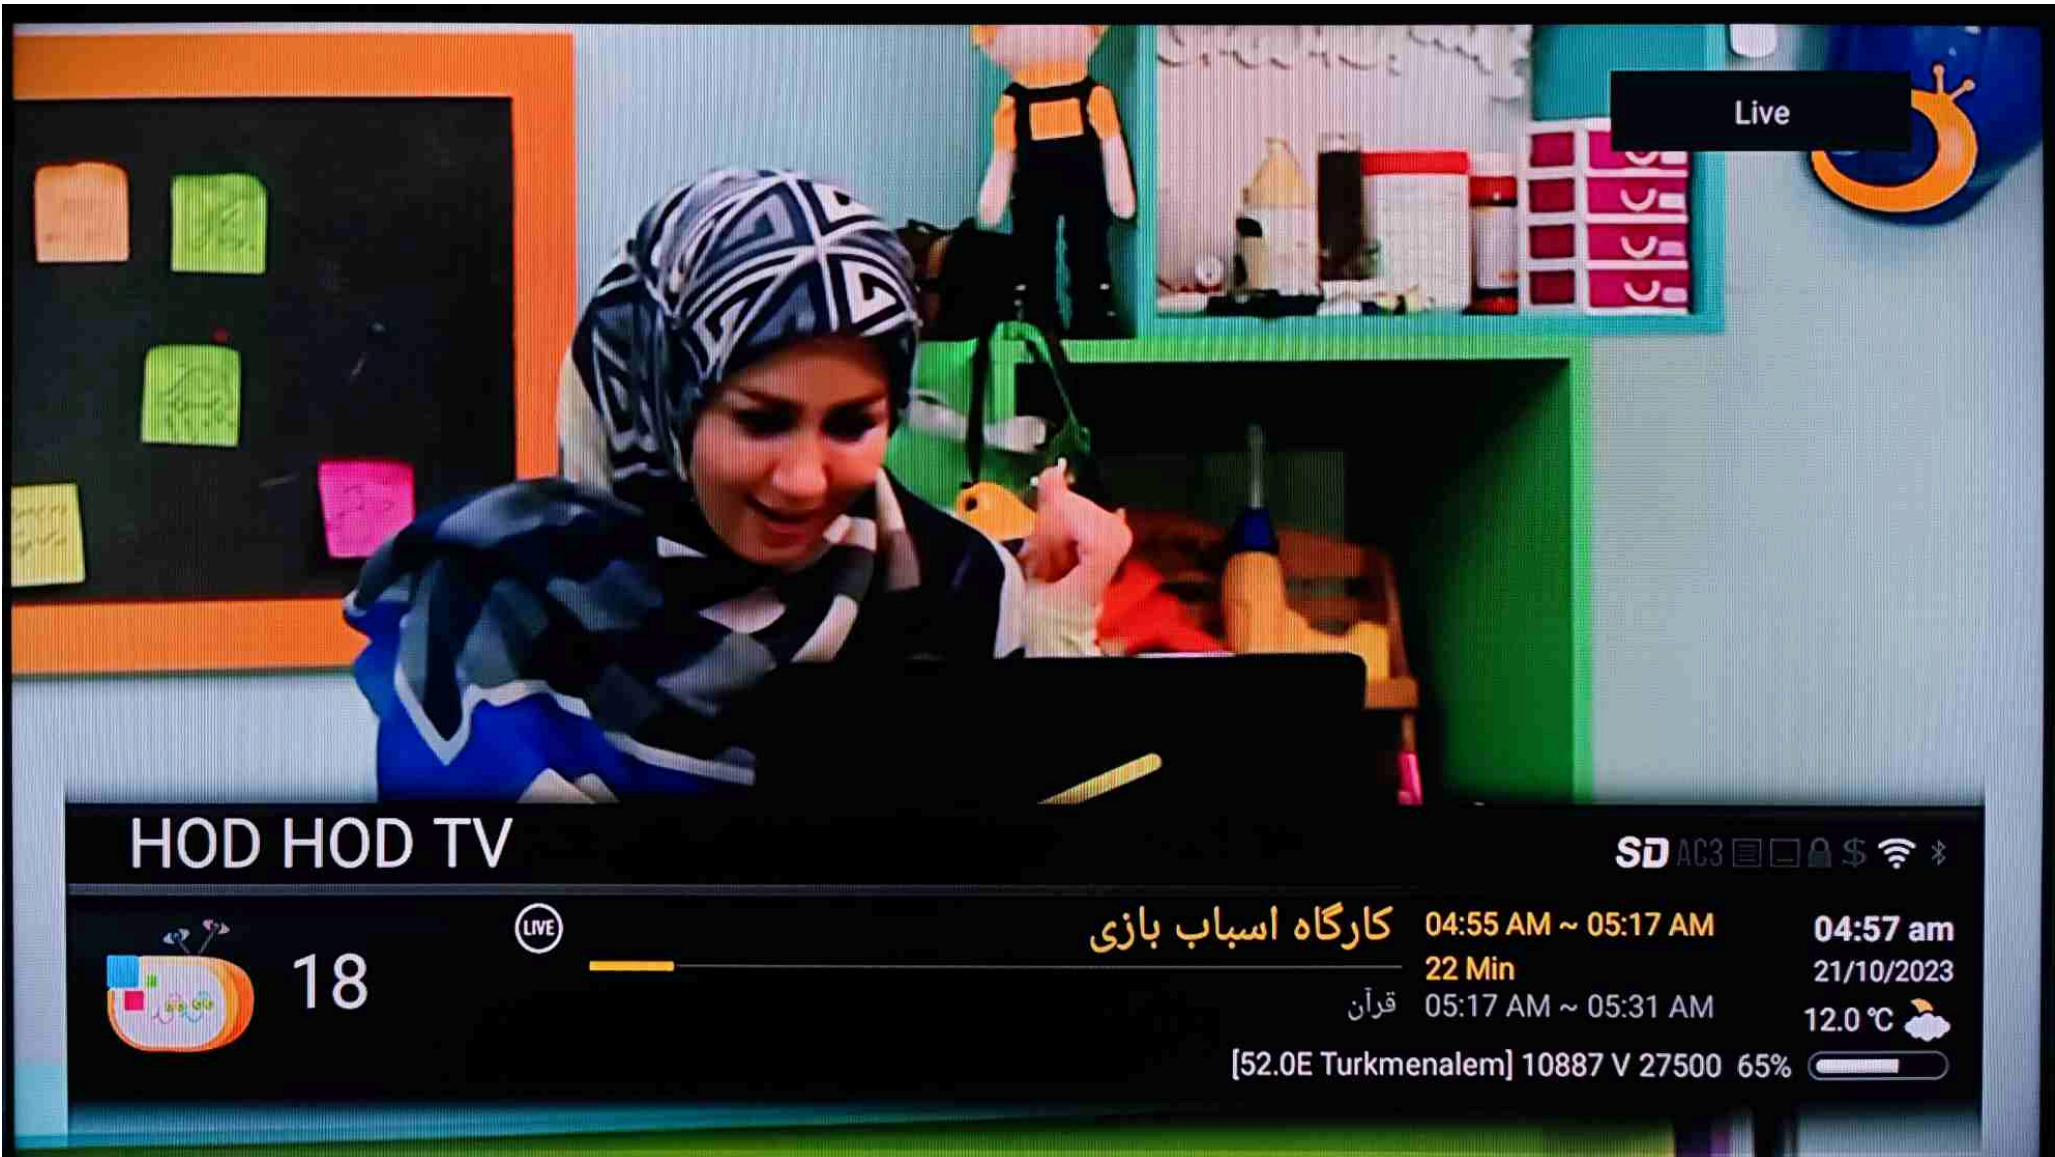 Live
HOD HOD TV
SD AC3 $
LIVE
کارگاه اسباب بازی 04:55 AM ~ 05:17 AM
04:57 am
18
22 Min
21/10/2023
قرآن 05:17 AM ~ 05:31 AM
12.0 °C
[52.0E Turkmenalem] 10887 V 27500 65%